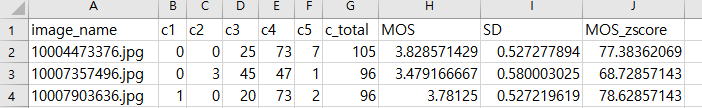 A B C D E F G H I J
1 image_name c1 c2 c3 c4 c5 c_total MOS SD MOS_zscore
2 10004473376.jpg 0 0 25 73 7 105 3.828571429 0.527277894 77.38362069
3 10007357496.jpg 0 3 45 47 1 96 3.479166667 0.580003025 68.72857143
4 10007903636.jpg 1 0 20 73 2 96 3.78125 0.527219619 78.62857143